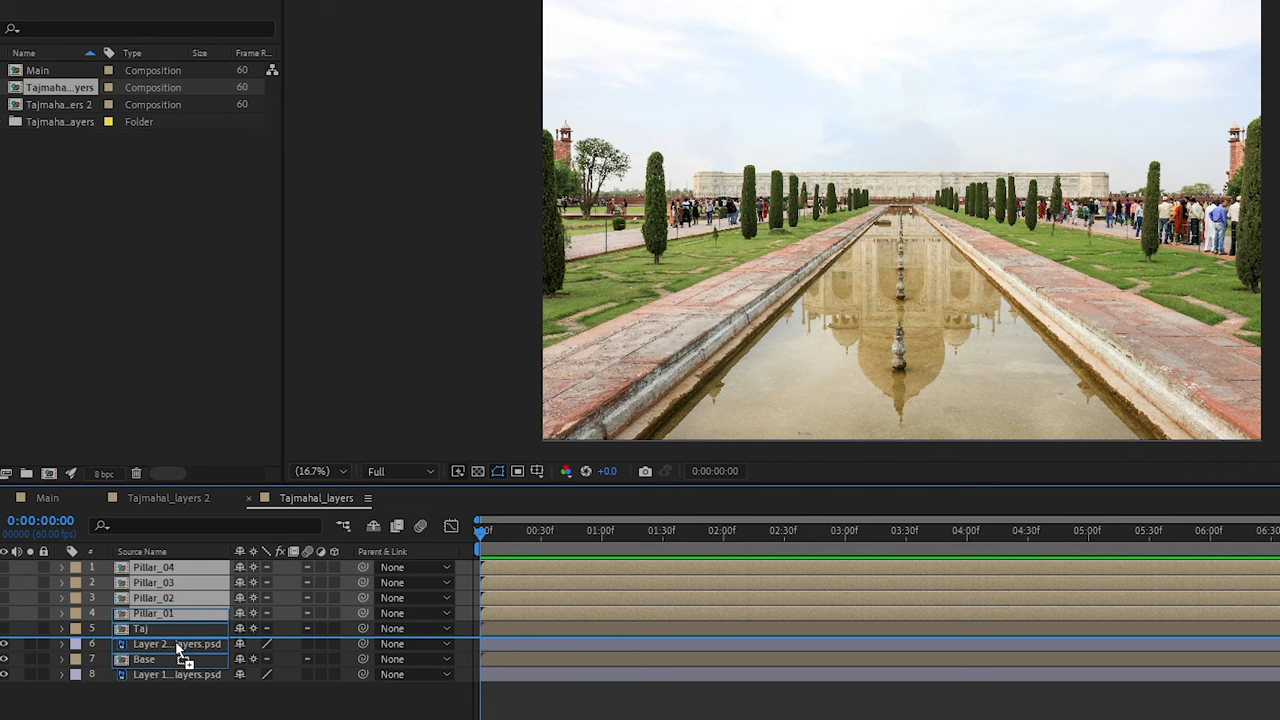 Name Type Size Frame R...
Main Composition 60
Tajmaha...yers Composition 60
Tajmaha...ers 2 Composition 60
Tajmaha..ayers Folder
8 bpc
(16.7%) Full +0.0 0:00:00:00
Main Tajmahal_layers 2 × Tajmahal_layers
0:00:00:00
00000 (60.00 fps)
00:30f 01:00f 01:30f 02:00f 02:30f 03:00f 03:30f 04:00f 04:30f 05:00f 05:30f 06:00f 06:30
# Source Name fx Parent & Link
1 Pillar_04 None
2 Pillar_03 None
3 Pillar_02 None
4 Pillar_01 None
5 Taj None
6 Layer 2...ayers.psd None
7 Base None
8 Layer 1...layers.psd None